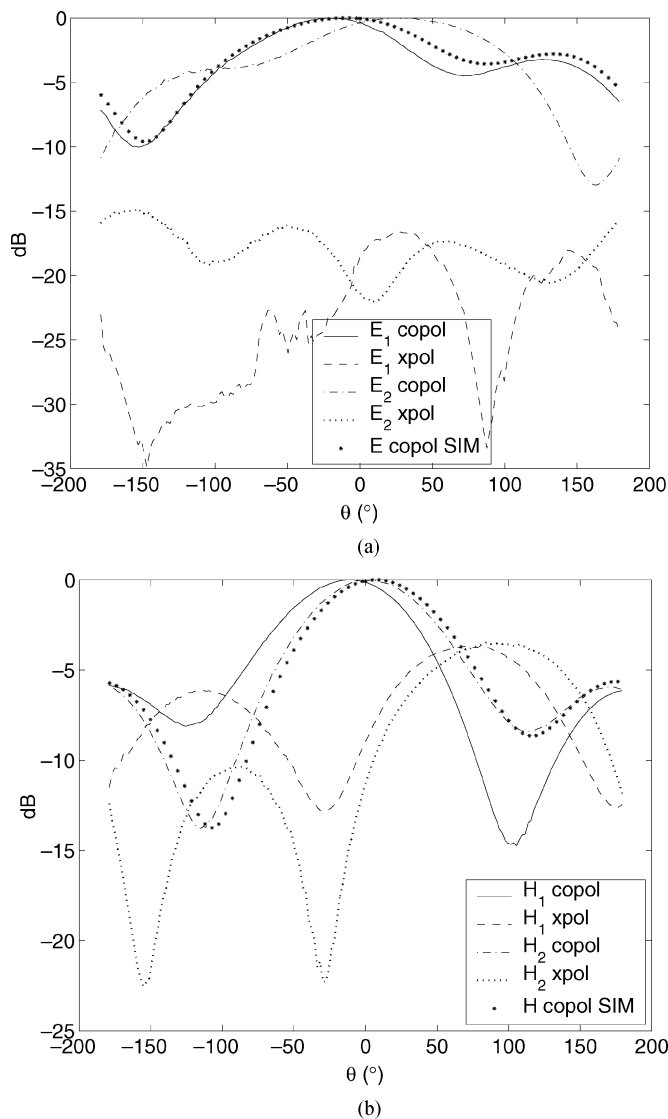 0
−5
−10
−15
dB
−20
−25
−30
−35
E₁ copol
E₁ xpol
E₂ copol
E₂ xpol
E copol SIM
−200 −150 −100 −50 0 50 100 150 200
θ (°)
(a)
0
−5
−10
dB
−15
−20
−25
H₁ copol
H₁ xpol
H₂ copol
H₂ xpol
H copol SIM
−200 −150 −100 −50 0 50 100 150 200
θ (°)
(b)